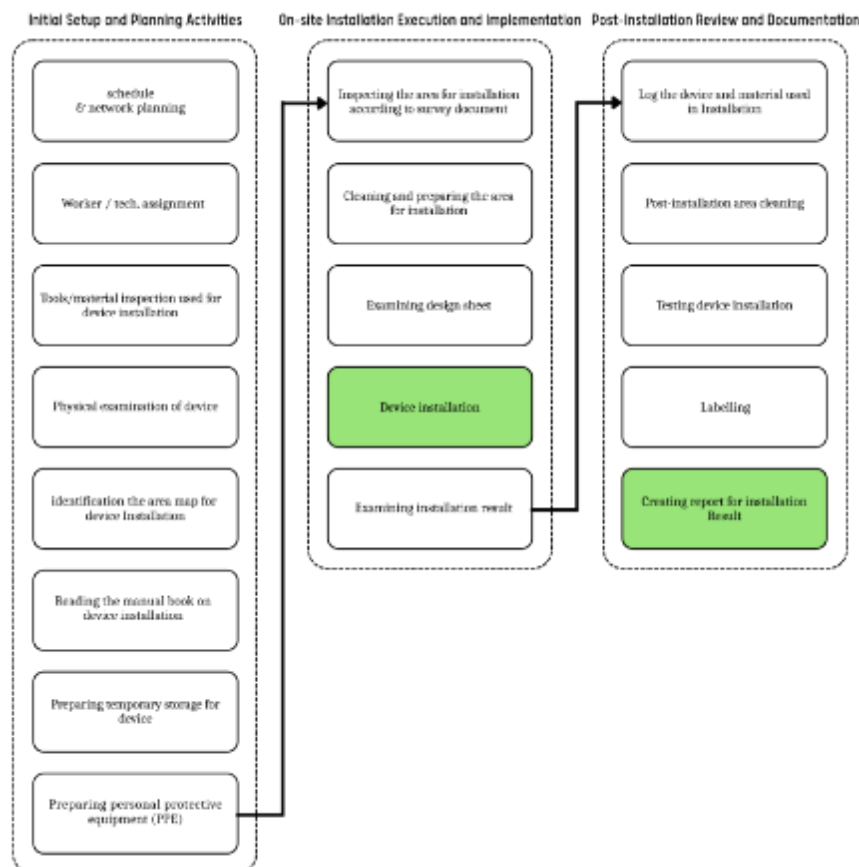 Initial Setup and Planning Activities
schedule
& network planning
Worker / tech. assignment
Tools/material inspection used for
device installation
Physical examination of device
identification the area map for
device Installation
Reading the manual book on
device installation
Preparing temporary storage for
device
Preparing personal protective
equipment (PPE)
On-site Installation Execution and Implementation
Inspecting the area for installation
according to survey document
Cleaning and preparing the area
for installation
Examining design sheet
Device installation
Examining installation result
Post-Installation Review and Documentation
Log the device and material used
in Installation
Post-installation area cleaning
Testing device installation
Labelling
Creating report for installation
Result